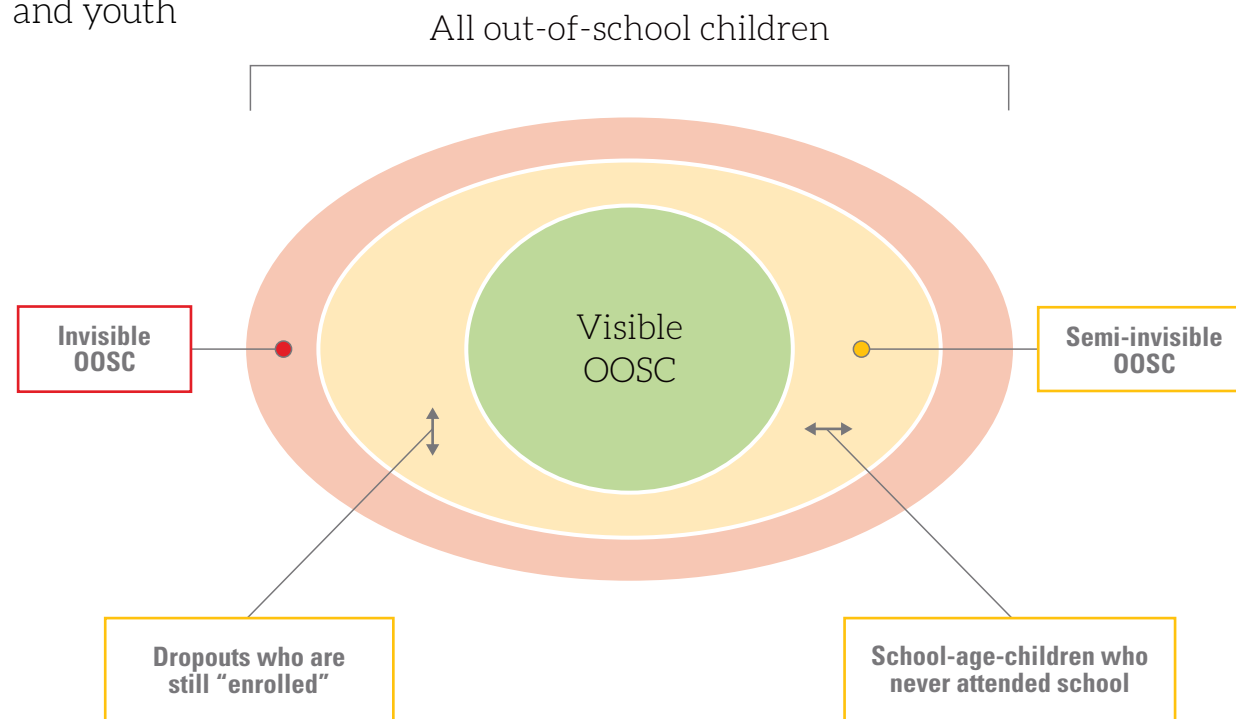 and youth
All out-of-school children
Visible
OOSC
Invisible
OOSC
Semi-invisible
OOSC
Dropouts who are
still “enrolled”
School-age-children who
never attended school